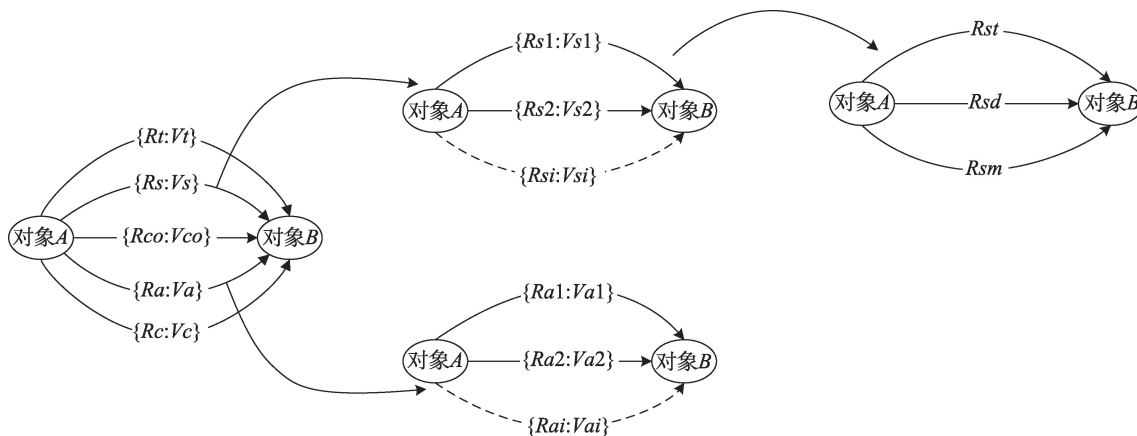 {Rt:Vt}
{Rs:Vs}
对象A
{Rco:Vco}
对象B
{Ra:Va}
{Rc:Vc}
{Rs1:Vs1}
对象A
{Rs2:Vs2}
对象B
{Rsi:Vsi}
Rst
对象A
Rsd
对象B
Rsm
{Ra1:Va1}
对象A
{Ra2:Va2}
对象B
{Rai:Vai}